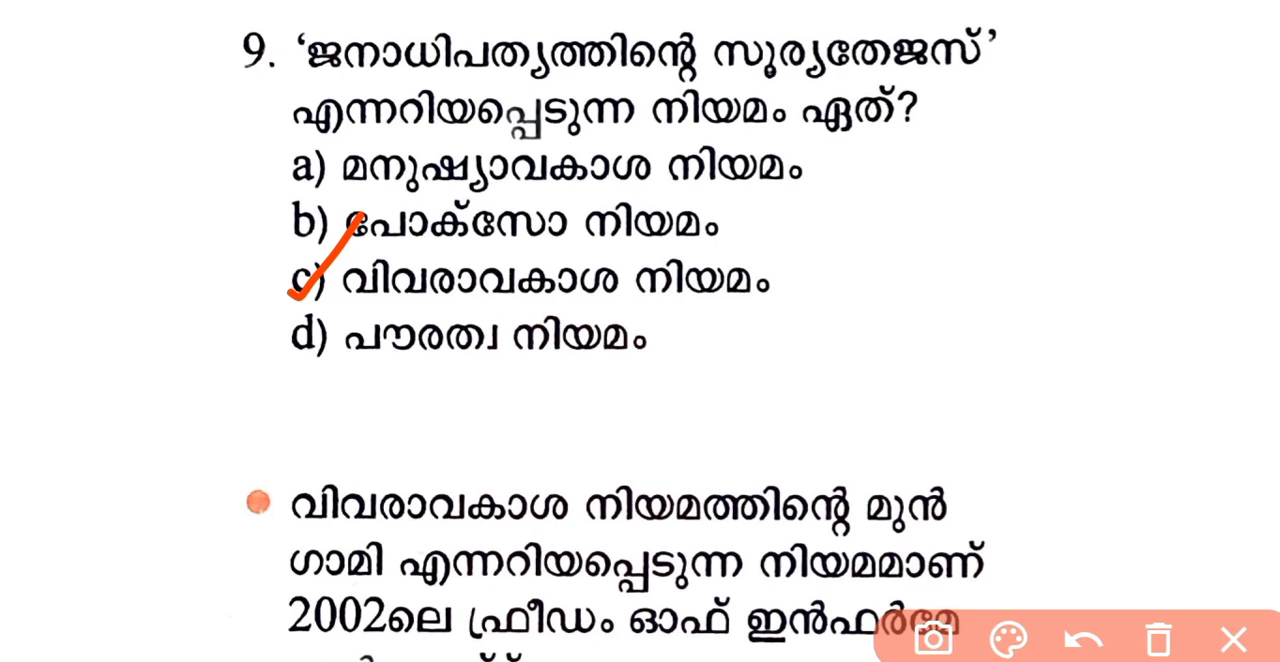 9. ‘ജനാധിപത്യത്തിന്റെ സൂര്യതേജസ്’
എന്നറിയപ്പെടുന്ന നിയമം ഏത്?
a) മനുഷ്യാവകാശ നിയമം
b) പോക്സോ നിയമം
c) വിവരാവകാശ നിയമം
d) പൗരത്വ നിയമം
വിവരാവകാശ നിയമത്തിന്റെ മുൻ
ഗാമി എന്നറിയപ്പെടുന്ന നിയമമാണ്
2002ലെ ഫ്രീഡം ഓഫ് ഇൻഫർമേ